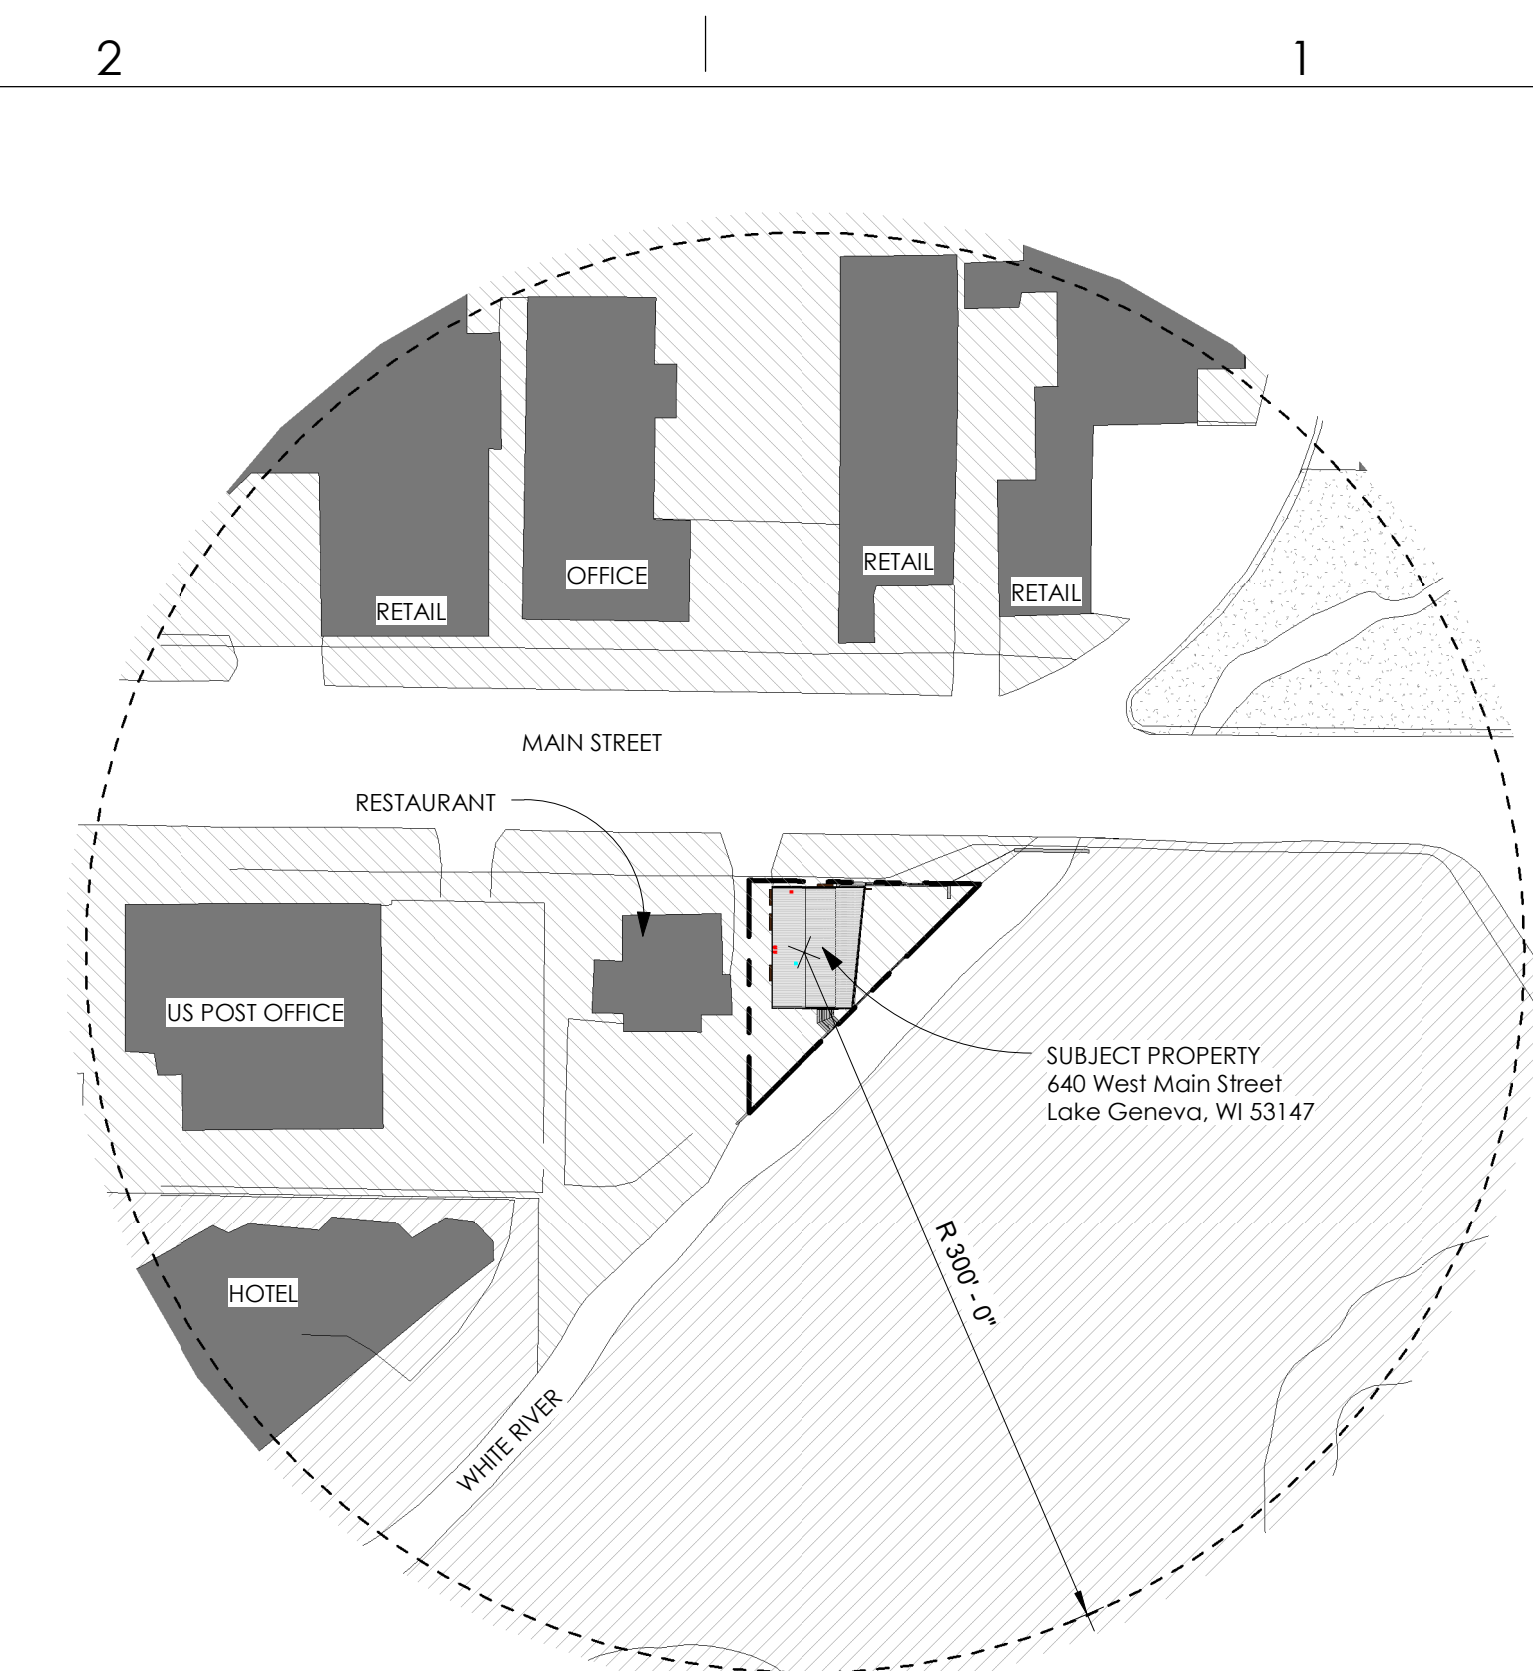 2
1
RETAIL
OFFICE
RETAIL
RETAIL
MAIN STREET
RESTAURANT
US POST OFFICE
SUBJECT PROPERTY
640 West Main Street
Lake Geneva, WI 53147
R 300' - 0"
HOTEL
WHITE RIVER